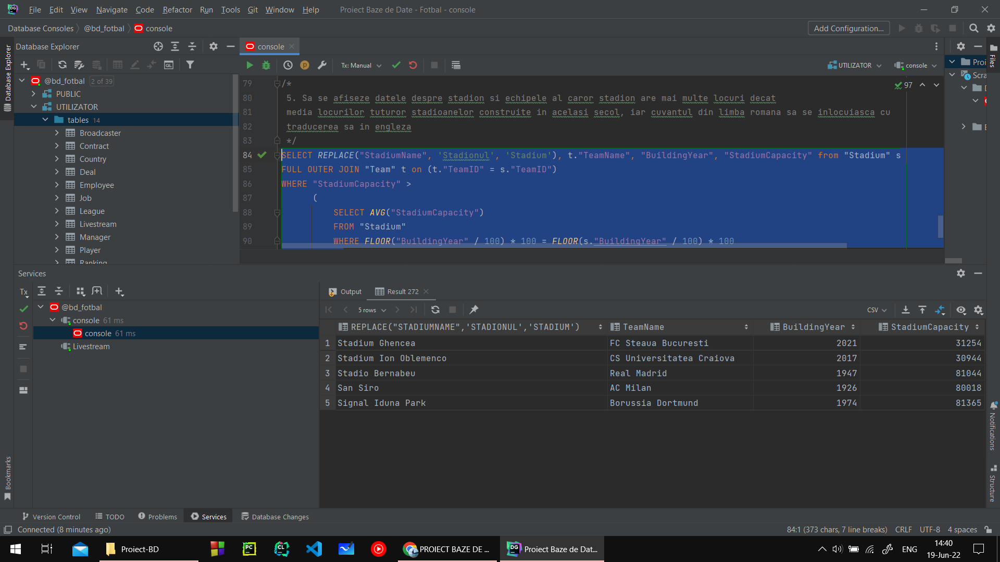 File Edit View Navigate Code Refactor Run Tools Git Window Help Proiect Baze de Date - Fotbal - console
Database Consoles @bd_fotbal console Add Configuration...
Database Explorer console
Tx: Manual UTILIZATOR console
Database Explorer
@bd_fotbal 2 of 39
PUBLIC
UTILIZATOR
tables 14
Broadcaster
Contract
Country
Deal
Employee
Job
League
Livestream
Manager
Player
Ranking
97
79 /*
80 5. Sa se afiseze datele despre stadion si echipele al caror stadion are mai multe locuri decat
81 media locurilor tuturor stadioanelor construite in acelasi secol, iar cuvantul din limba romana sa se inlocuiasca cu
82 traducerea sa in engleza
83 */
84 SELECT REPLACE("StadiumName", 'Stadionul', 'Stadium'), t."TeamName", "BuildingYear", "StadiumCapacity" from "Stadium" s
85 FULL OUTER JOIN "Team" t on (t."TeamID" = s."TeamID")
86 WHERE "StadiumCapacity" >
87 (
88 SELECT AVG("StadiumCapacity")
89 FROM "Stadium"
90 WHERE FLOOR("BuildingYear" / 100) * 100 = FLOOR(s."BuildingYear" / 100) * 100
Proi
Scra
Files
Services
Tx
@bd_fotbal
console 61 ms
console 61 ms
Livestream
Output Result 272
5 rows CSV
REPLACE("STADIUMNAME",'STADIONUL','STADIUM') TeamName BuildingYear StadiumCapacity
1 Stadium Ghencea FC Steaua Bucuresti 2021 31254
2 Stadium Ion Oblemenco CS Universitatea Craiova 2017 30944
3 Stadio Bernabeu Real Madrid 1947 81044
4 San Siro AC Milan 1926 80018
5 Signal Iduna Park Borussia Dortmund 1974 81365
Notifications
Structure
Bookmarks
Version Control TODO Problems Services Database Changes
Connected (8 minutes ago) 84:1 (373 chars, 7 line breaks) CRLF UTF-8 4 spaces
Proiect-BD PC CL PROIECT BAZE DE ... DG Proiect Baze de Dat... ENG 14:40
19-Jun-22